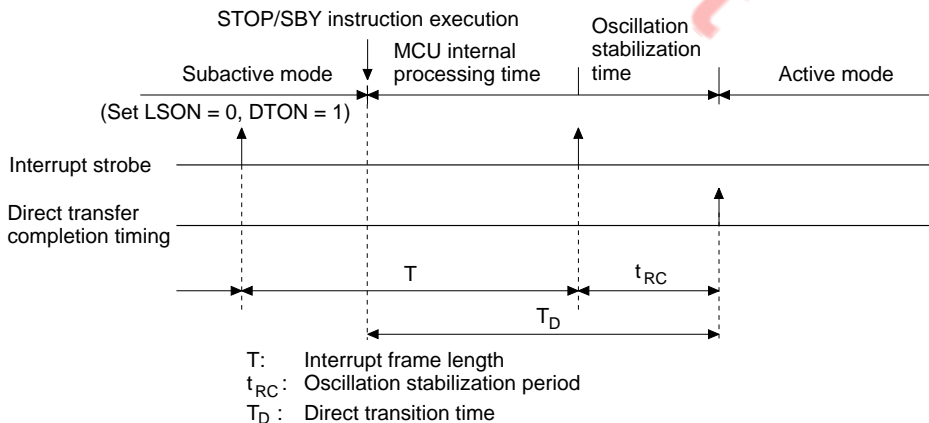 STOP/SBY instruction execution
Subactive mode
MCU internal
processing time
Oscillation
stabilization
time
Active mode
(Set LSON = 0, DTON = 1)
Interrupt strobe
Direct transfer
completion timing
T
tRC
TD
T: Interrupt frame length
tRC : Oscillation stabilization period
TD : Direct transition time